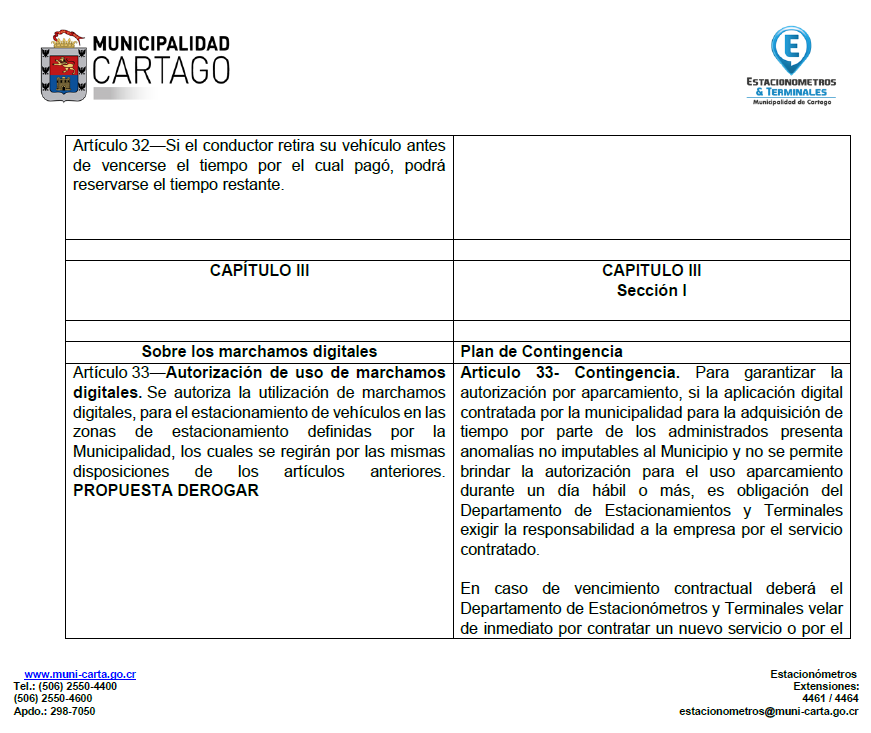 MUNICIPALIDAD
CARTAGO
E
ESTACIONOMETROS
& TERMINALES
Municipalidad de Cartago
Artículo 32—Si el conductor retira su vehículo antes
de vencerse el tiempo por el cual pagó, podrá
reservarse el tiempo restante.
CAPÍTULO III
CAPITULO III
Sección I
Sobre los marchamos digitales
Plan de Contingencia
Artículo 33—Autorización de uso de marchamos
digitales. Se autoriza la utilización de marchamos
digitales, para el estacionamiento de vehículos en las
zonas de estacionamiento definidas por la
Municipalidad, los cuales se regirán por las mismas
disposiciones de los artículos anteriores.
PROPUESTA DEROGAR
Articulo 33- Contingencia. Para garantizar la
autorización por aparcamiento, si la aplicación digital
contratada por la municipalidad para la adquisición de
tiempo por parte de los administrados presenta
anomalías no imputables al Municipio y no se permite
brindar la autorización para el uso aparcamiento
durante un día hábil o más, es obligación del
Departamento de Estacionamientos y Terminales
exigir la responsabilidad a la empresa por el servicio
contratado.
En caso de vencimiento contractual deberá el
Departamento de Estacionómetros y Terminales velar
de inmediato por contratar un nuevo servicio o por el
www.muni-carta.go.cr
Tel.: (506) 2550-4400
(506) 2550-4600
Apdo.: 298-7050
Estacionómetros
Extensiones:
4461 / 4464
estacionometros@muni-carta.go.cr